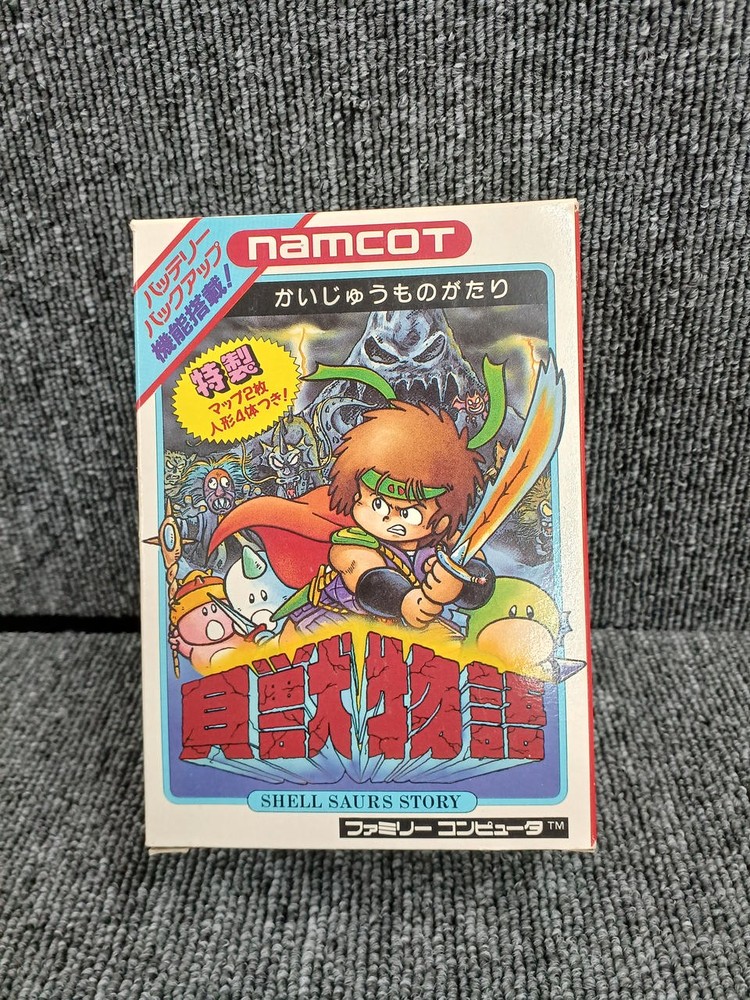 バッテリー
バックアップ
機能搭載!
namcot
かいじゅうものがたり
特製
マップ2枚
人形4体つき!
貝獣物語
SHELL SAURS STORY
ファミリーコンピュータ™